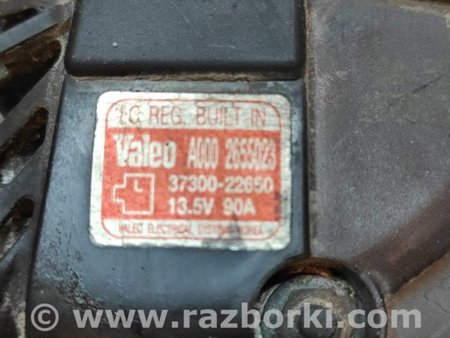 I.C. REG. BUILT IN
Valeo A000 2655023
37300-22650
L
13.5V 90A
VALEO ELECTRICAL SYSTEMS KOREA
© www.razborki.com